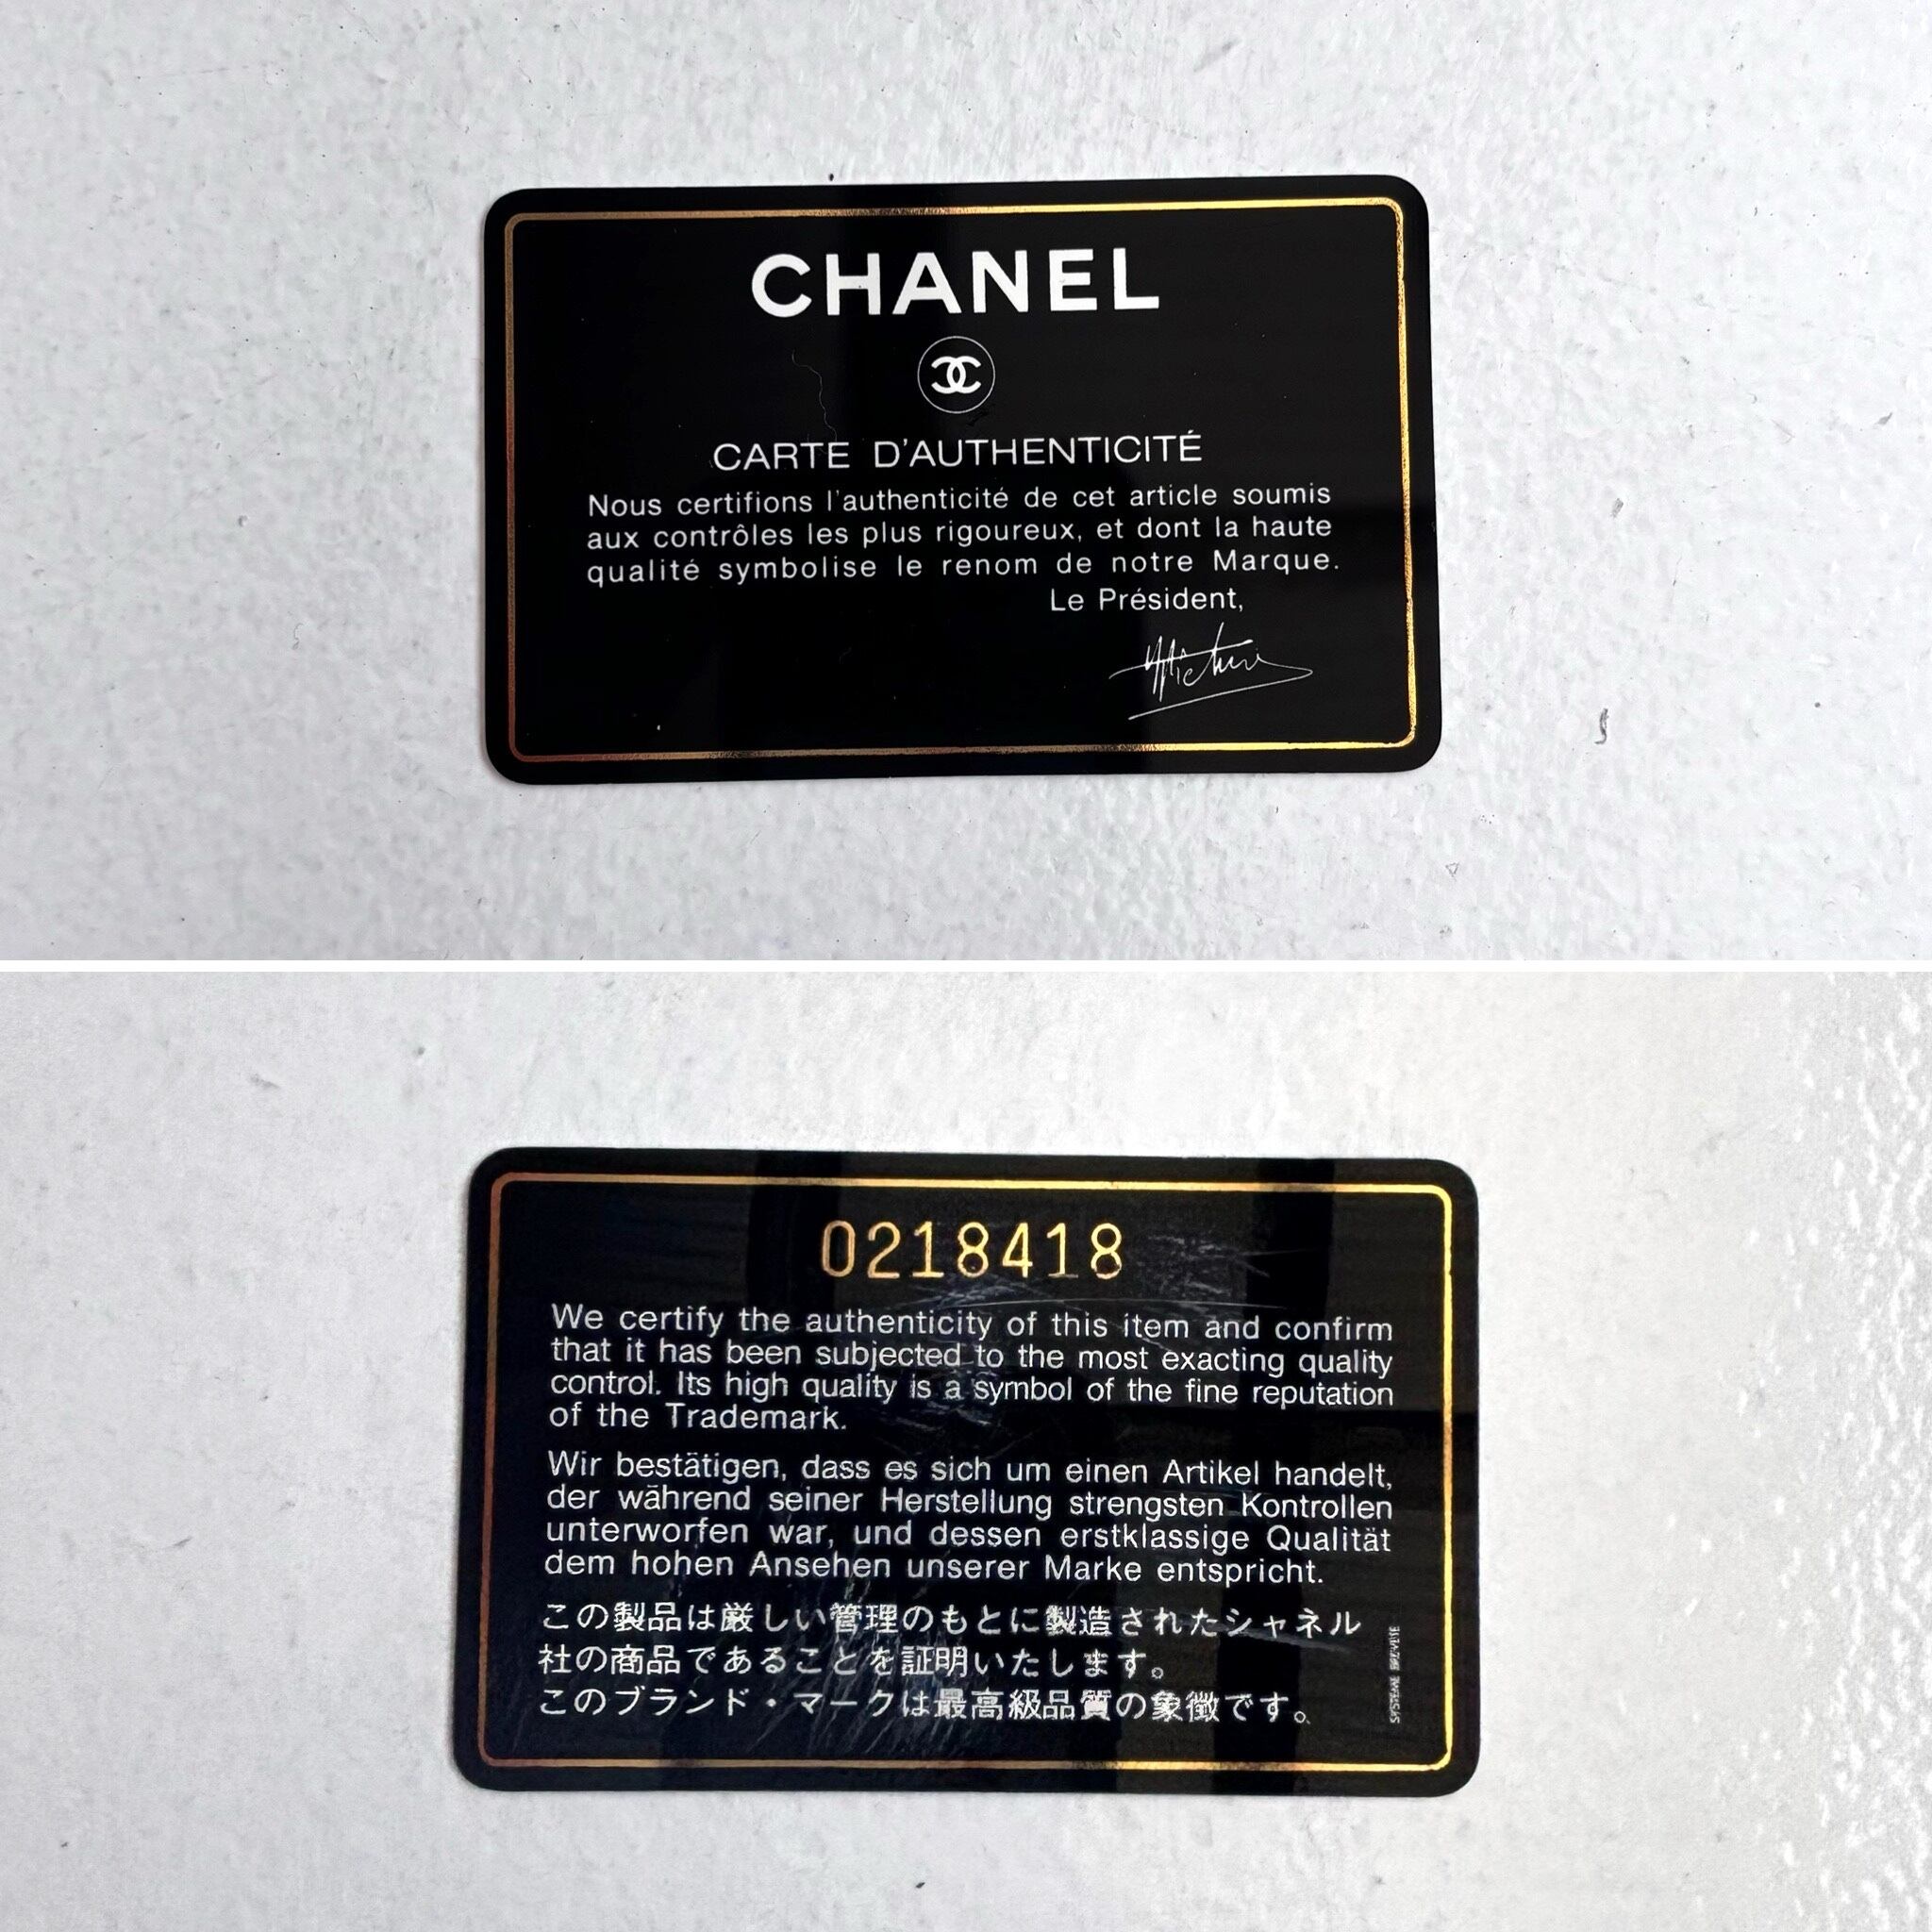 CHANEL
CARTE D'AUTHENTICITÉ
Nous certifions l'authenticité de cet article soumis
aux contrôles les plus rigoureux, et dont la haute
qualité symbolise le renom de notre Marque.
Le Président,
0218418
We certify the authenticity of this item and confirm
that it has been subjected to the most exacting quality
control. Its high quality is a symbol of the fine reputation
of the Trademark.
Wir bestätigen, dass es sich um einen Artikel handelt,
der während seiner Herstellung strengsten Kontrollen
unterworfen war, und dessen erstklassige Qualität
dem hohen Ansehen unserer Marke entspricht.
この製品は厳しい管理のもとに製造されたシャネル
社の商品であることを証明いたします。
このブランド・マークは最高級品質の象徴です。
SYSTEME BREVETE